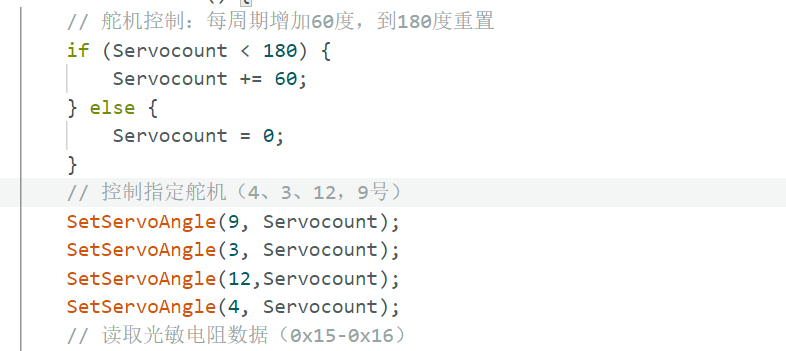 // 舵机控制：每周期增加60度，到180度重置
if (Servocount < 180) {
    Servocount += 60;
} else {
    Servocount = 0;
}
// 控制指定舵机（4、3、12，9号）
SetServoAngle(9, Servocount);
SetServoAngle(3, Servocount);
SetServoAngle(12,Servocount);
SetServoAngle(4, Servocount);
// 读取光敏电阻数据（0x15-0x16）